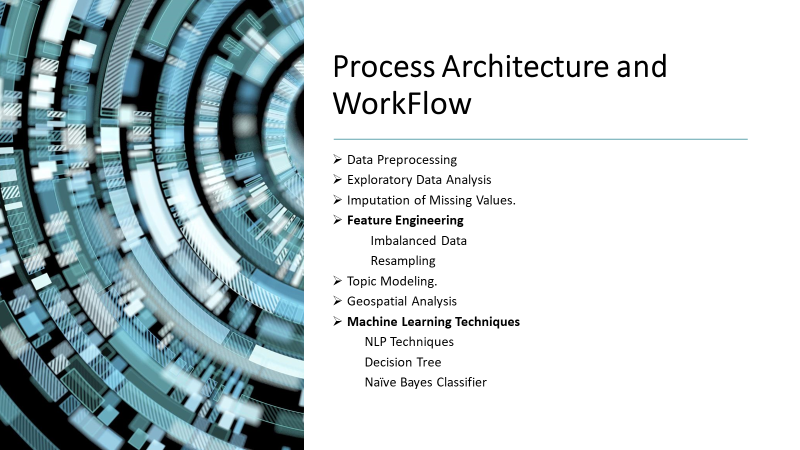 Process Architecture and
WorkFlow
➢ Data Preprocessing
➢ Exploratory Data Analysis
➢ Imputation of Missing Values.
➢ Feature Engineering
Imbalanced Data
Resampling
➢ Topic Modeling.
➢ Geospatial Analysis
➢ Machine Learning Techniques
NLP Techniques
Decision Tree
Naïve Bayes Classifier